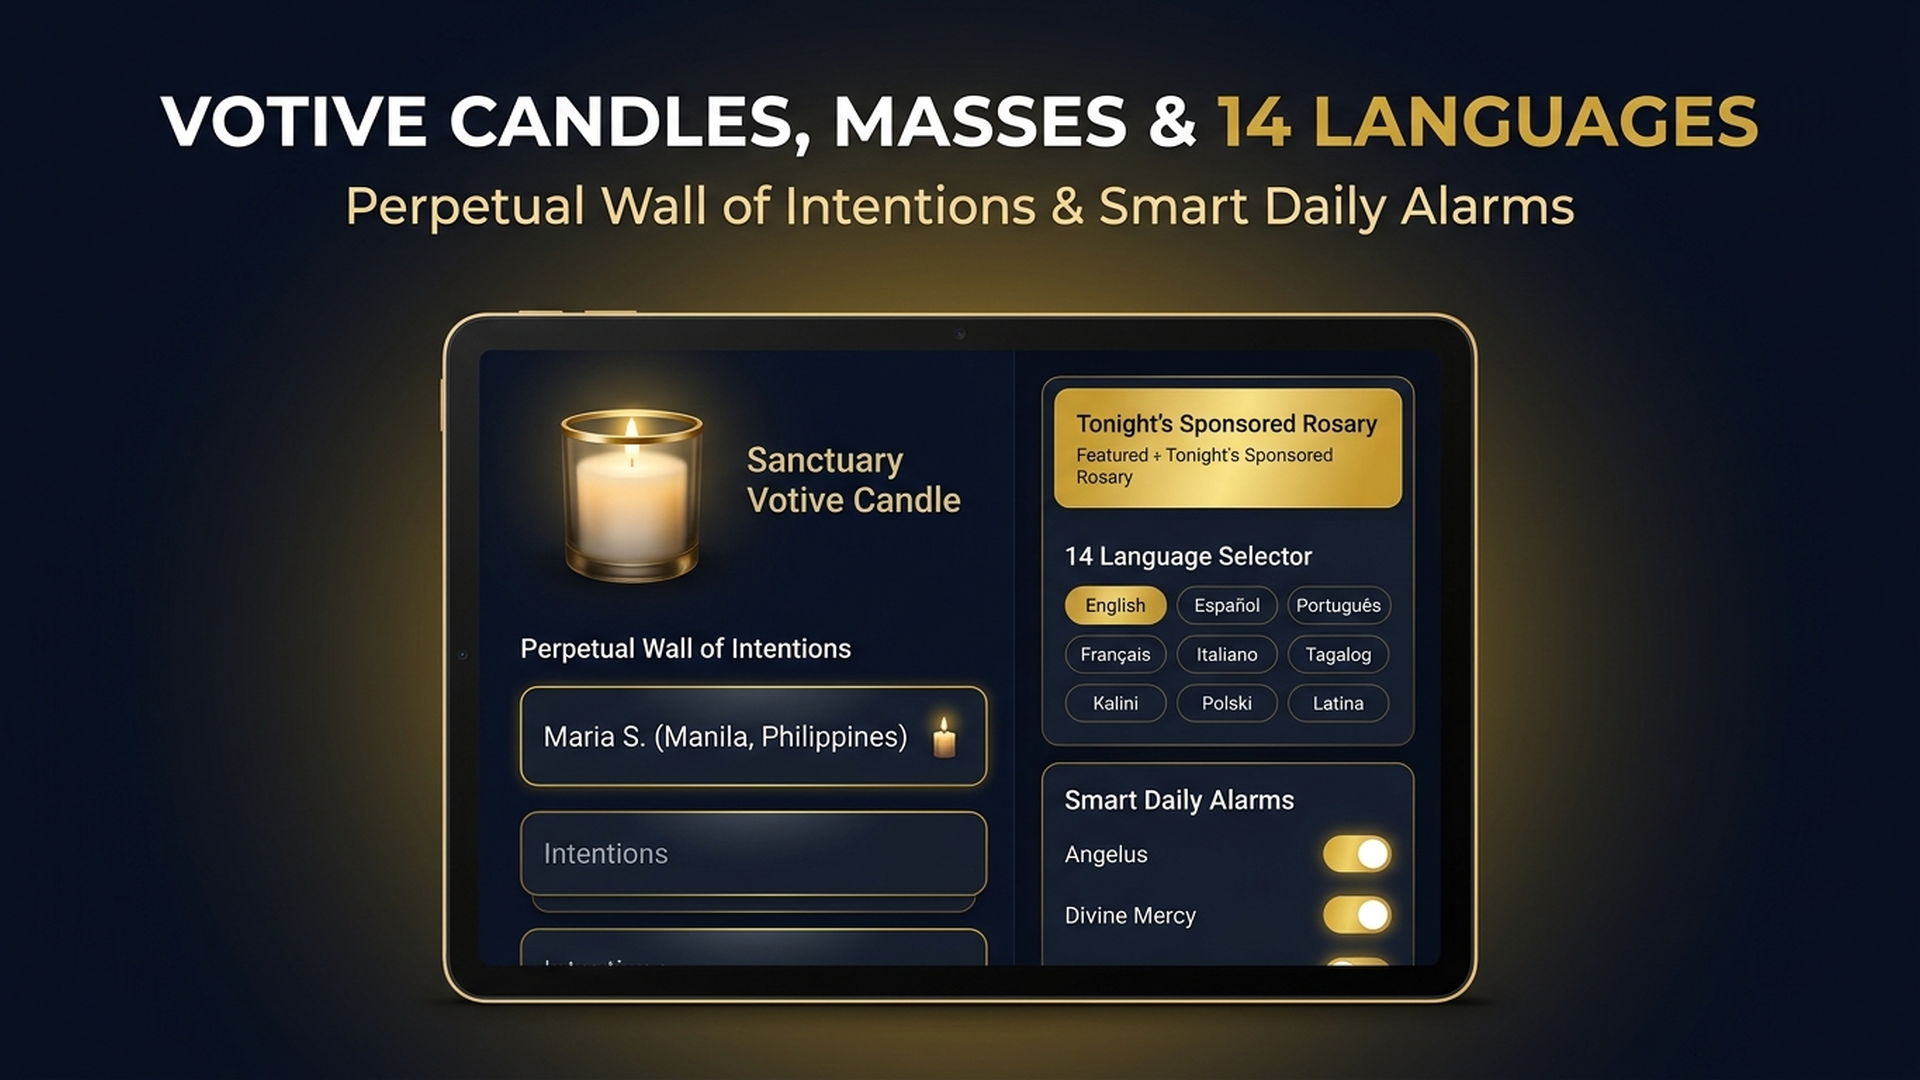 VOTIVE CANDLES, MASSES & 14 LANGUAGES
Perpetual Wall of Intentions & Smart Daily Alarms
Sanctuary
Votive Candle
Perpetual Wall of Intentions
Maria S. (Manila, Philippines)
Intentions
Tonight's Sponsored Rosary
Featured + Tonight's Sponsored
Rosary
14 Language Selector
English Español Portugués
Français Italiano Tagalog
Kalini Polski Latina
Smart Daily Alarms
Angelus
Divine Mercy